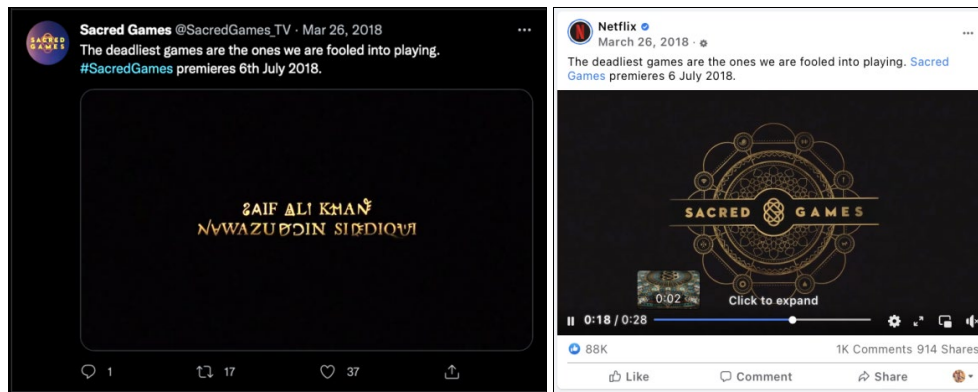 Sacred Games @SacredGames_TV · Mar 26, 2018
The deadliest games are the ones we are fooled into playing.
#SacredGames premieres 6th July 2018.
SACRED
GAMES
SAIF ALI KHAN
NAWAZUDDIN SIDDIQUI
1 17 37
Netflix
March 26, 2018 ·
The deadliest games are the ones we are fooled into playing. Sacred
Games premieres 6 July 2018.
SACRED GAMES
0:02
Click to expand
0:18 / 0:28
88K 1K Comments 914 Shares
Like Comment Share